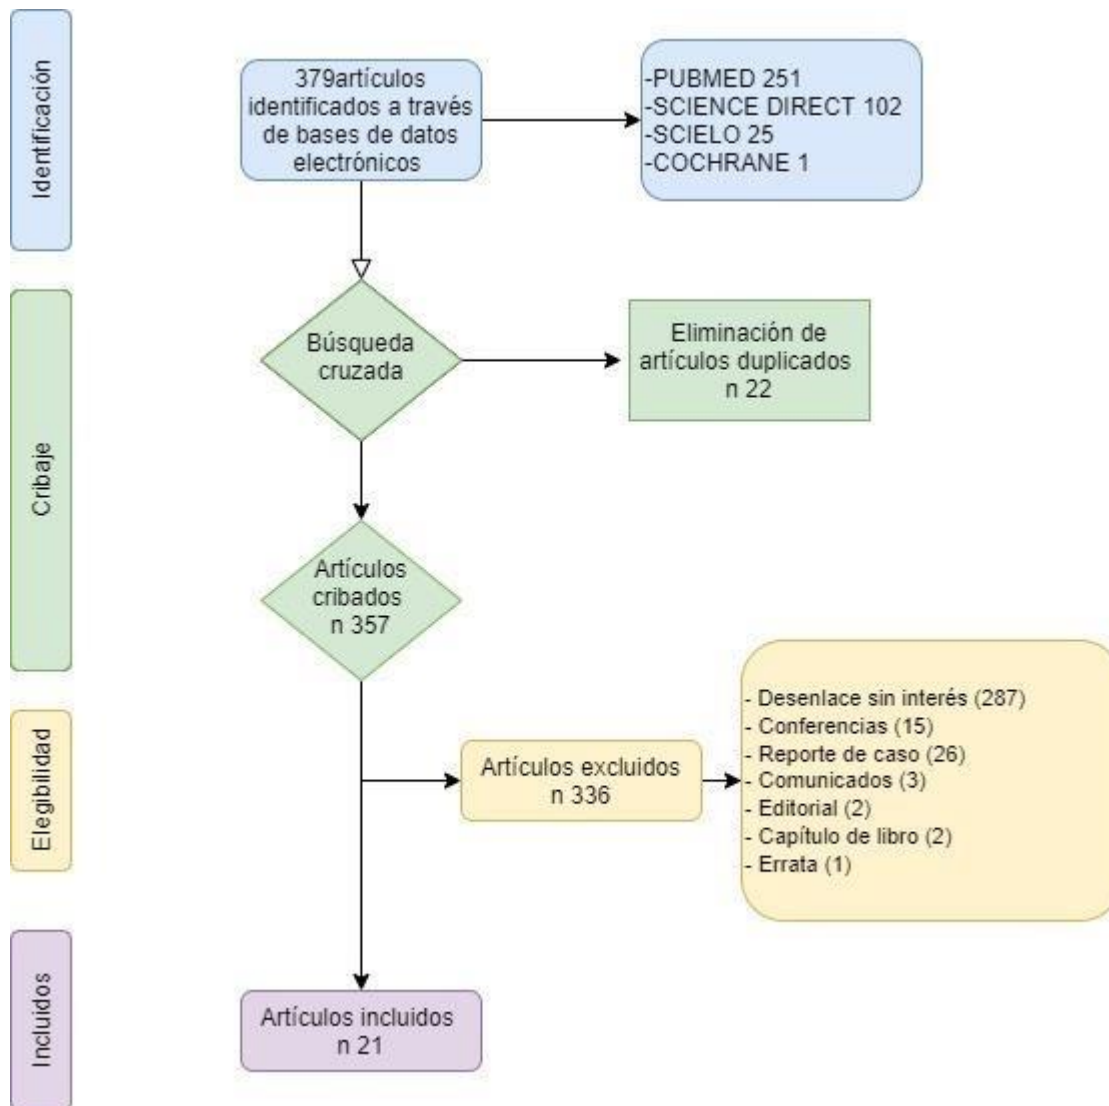 Identificación
379artículos
identificados a través
de bases de datos
electrónicos
-PUBMED 251
-SCIENCE DIRECT 102
-SCIELO 25
-COCHRANE 1
Cribaje
Búsqueda
cruzada
Eliminación de
artículos duplicados
n 22
Artículos
cribados
n 357
Elegibilidad
Artículos excluidos
n 336
- Desenlace sin interés (287)
- Conferencias (15)
- Reporte de caso (26)
- Comunicados (3)
- Editorial (2)
- Capítulo de libro (2)
- Errata (1)
Incluidos
Artículos incluidos
n 21